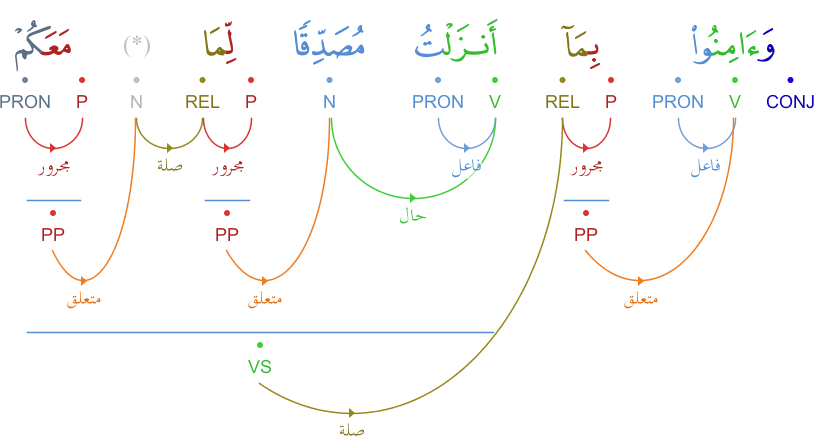 وَءَامِنُوا۟ بِمَآ أَنزَلْتُ مُصَدِّقًا لِّمَا (*) مَعَكُمْ
CONJ V PRON P REL V PRON N P REL N P PRON
فاعل مجرور فاعل مجرور صلة مجرور
حال
PP PP PP
متعلق متعلق متعلق
VS
صلة